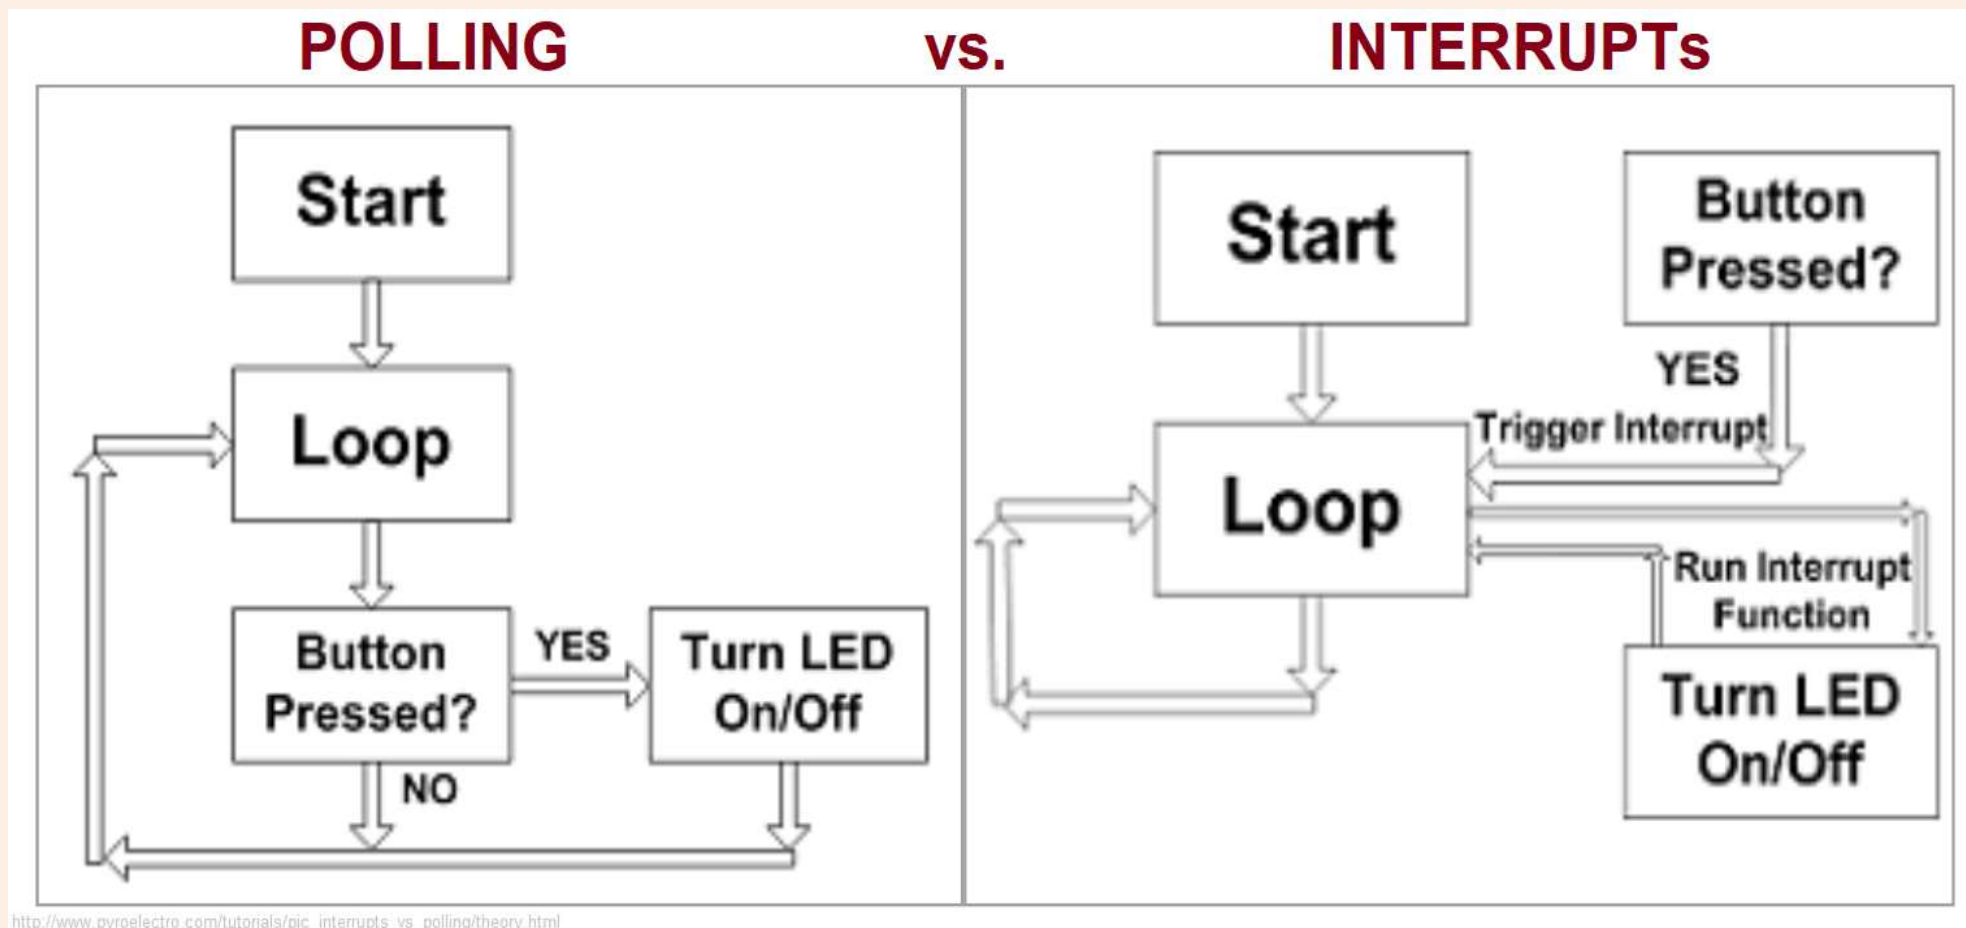 POLLING vs. INTERRUPTs
Start
Loop
Button
Pressed?
YES
Turn LED
On/Off
NO
Start
Button
Pressed?
YES
Trigger Interrupt
Loop
Run Interrupt
Function
Turn LED
On/Off
http://www.pyroelectro.com/tutorials/pic_interrupts_vs_polling/theory.html